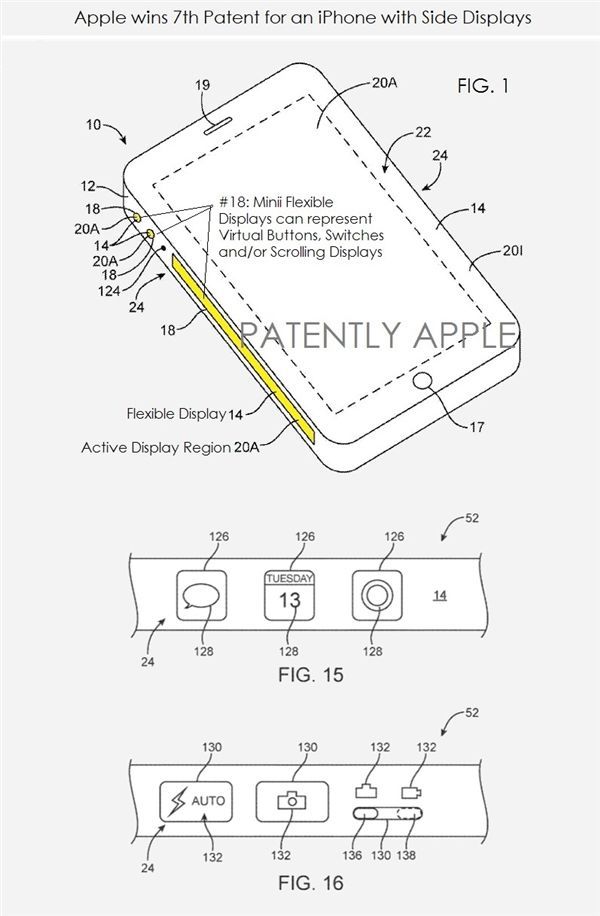 Apple wins 7th Patent for an iPhone with Side Displays
FIG. 1
19
20A
10
22
24
12
18
20A
14
20A
18
124
24
#18: Minii Flexible
Displays can represent
Virtual Buttons, Switches
and/or Scrolling Displays
14
20I
18
PATENTLY APPLE
Flexible Display 14
17
Active Display Region 20A
52
126 126 126
TUESDAY
13
14
24
128 128 128
FIG. 15
52
130 130 132 132
AUTO
24
132 132 136 130 138
FIG. 16